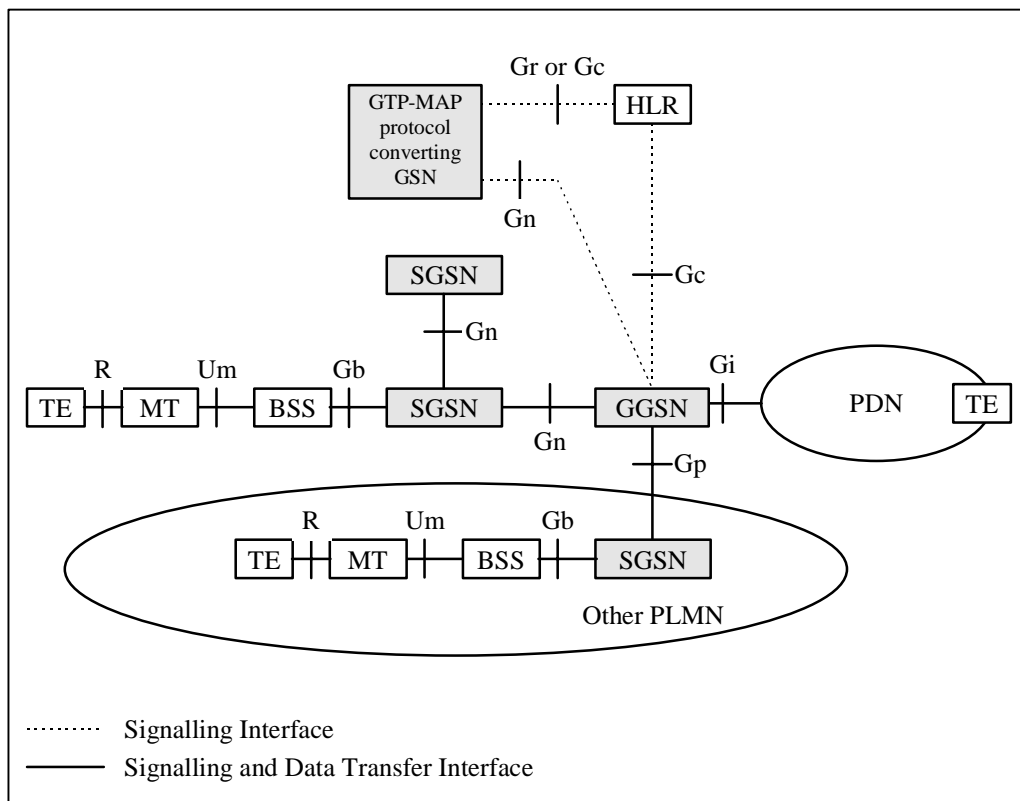 Gr or Gc
GTP-MAP
protocol
converting
GSN
HLR
Gn
SGSN
Gc
Gn
R
Um
Gb
Gi
TE
MT
BSS
SGSN
GGSN
PDN
TE
Gn
Gp
R
Um
Gb
TE
MT
BSS
SGSN
Other PLMN
Signalling Interface
Signalling and Data Transfer Interface